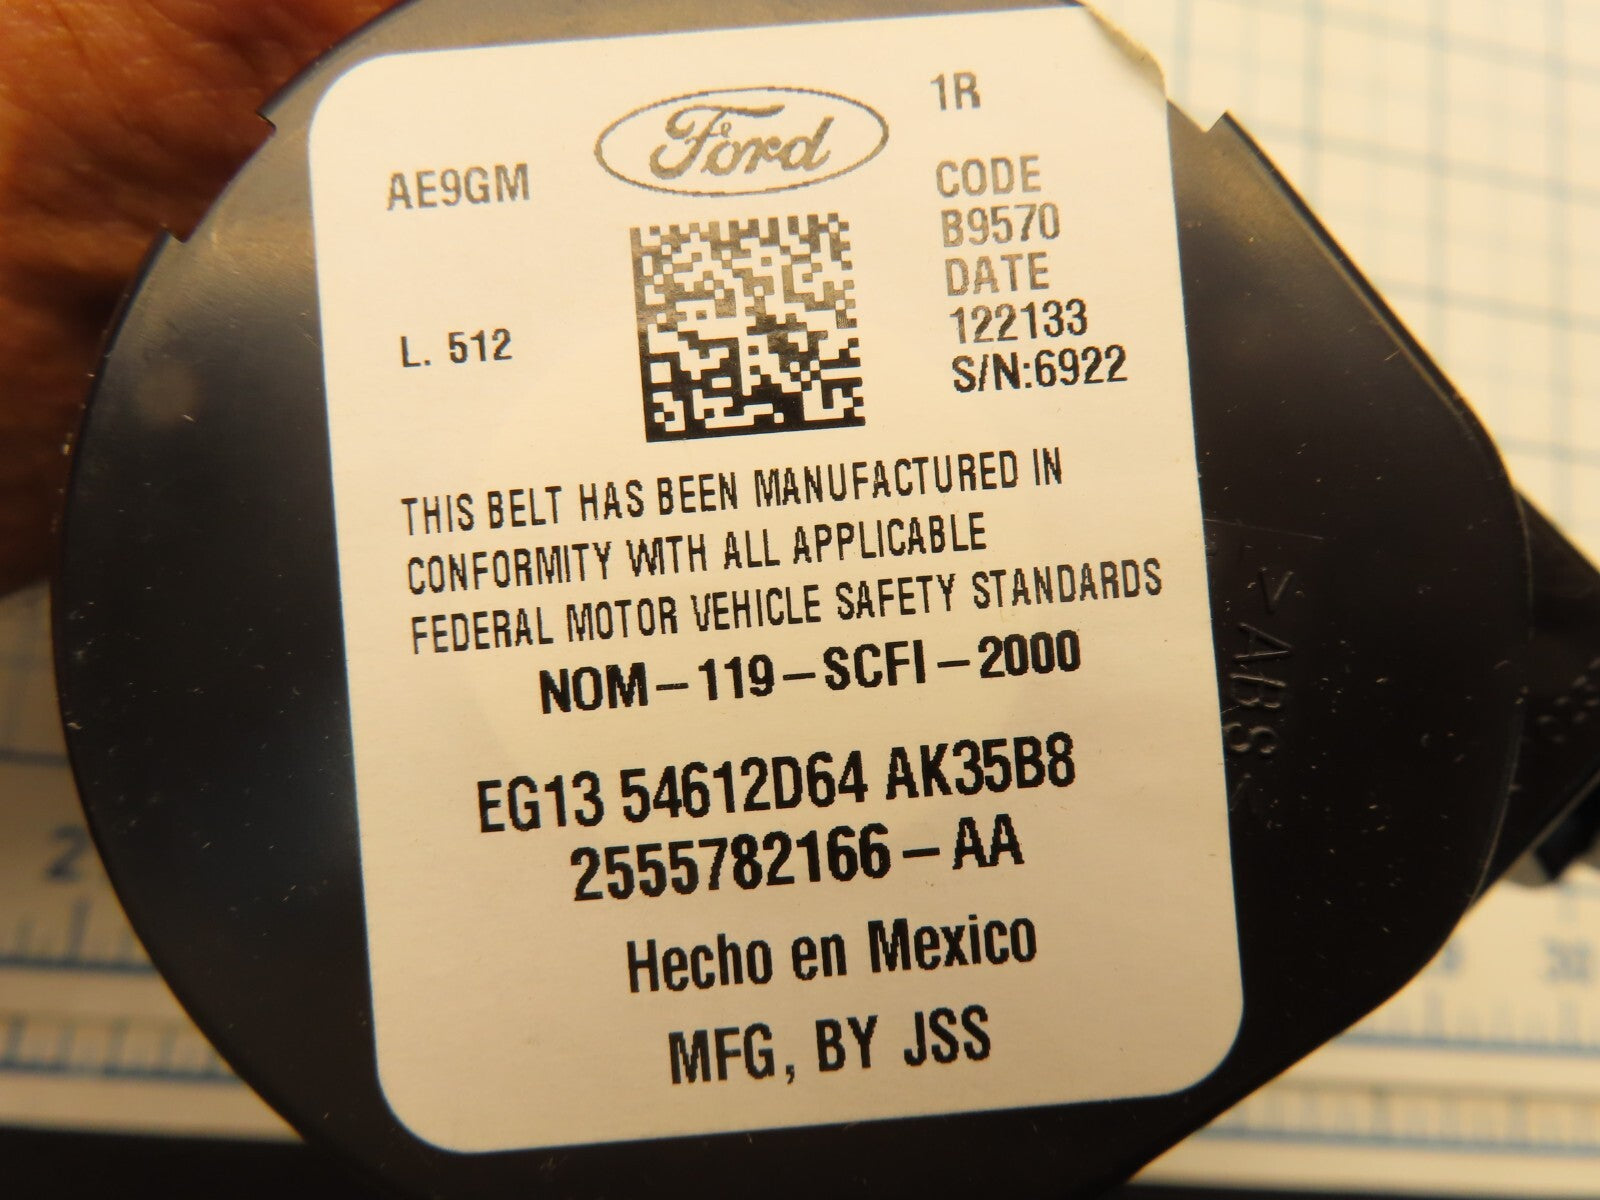 Ford
1R
AE9GM
CODE
B9570
DATE
122133
L. 512
S/N:6922
THIS BELT HAS BEEN MANUFACTURED IN
CONFORMITY WITH ALL APPLICABLE
FEDERAL MOTOR VEHICLE SAFETY STANDARDS
NOM-119-SCFI-2000
EG13 54612D64 AK35B8
2555782166-AA
Hecho en Mexico
MFG, BY JSS
>ABS<
2